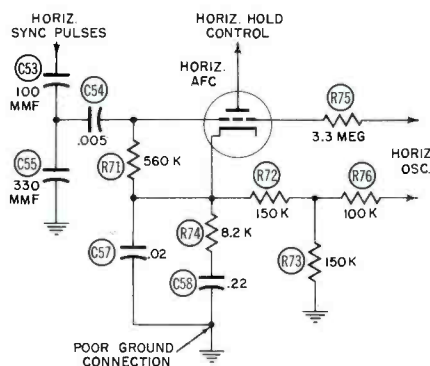 HORIZ.
SYNC PULSES
HORIZ. HOLD
CONTROL
HORIZ.
AFC
C53
100
MMF
C54
.005
R75
3.3 MEG
HORIZ
OSC.
C55
330
MMF
R71
560 K
R72
150 K
R76
100 K
R74
8.2 K
R73
150 K
C57
.02
C58
.22
POOR GROUND
CONNECTION